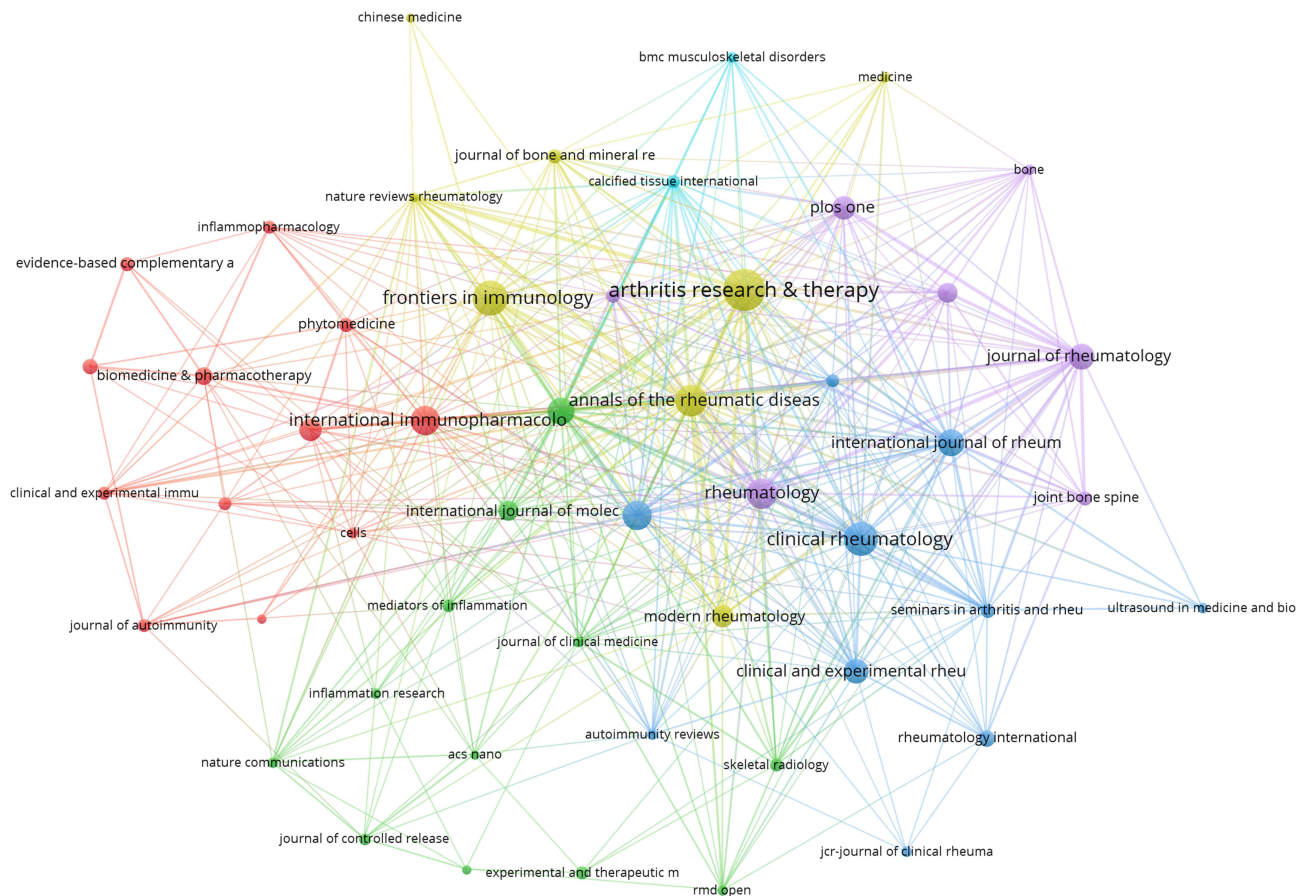 chinese medicine
bmc musculoskeletal disorders
medicine
journal of bone and mineral re
bone
calcified tissue international
nature reviews rheumatology
plos one
inflammopharmacology
evidence-based complementary a
arthritis research & therapy
frontiers in immunology
phytomedicine
journal of rheumatology
biomedicine & pharmacotherapy
annals of the rheumatic diseas
international immunopharmacolo
international journal of rheum
clinical and experimental immu
rheumatology
joint bone spine
international journal of molec
cells
clinical rheumatology
mediators of inflammation
seminars in arthritis and rheu
ultrasound in medicine and bio
modern rheumatology
journal of autoimmunity
journal of clinical medicine
clinical and experimental rheu
inflammation research
autoimmunity reviews
rheumatology international
acs nano
nature communications
skeletal radiology
journal of controlled release
jcr-journal of clinical rheuma
experimental and therapeutic m
rmd open